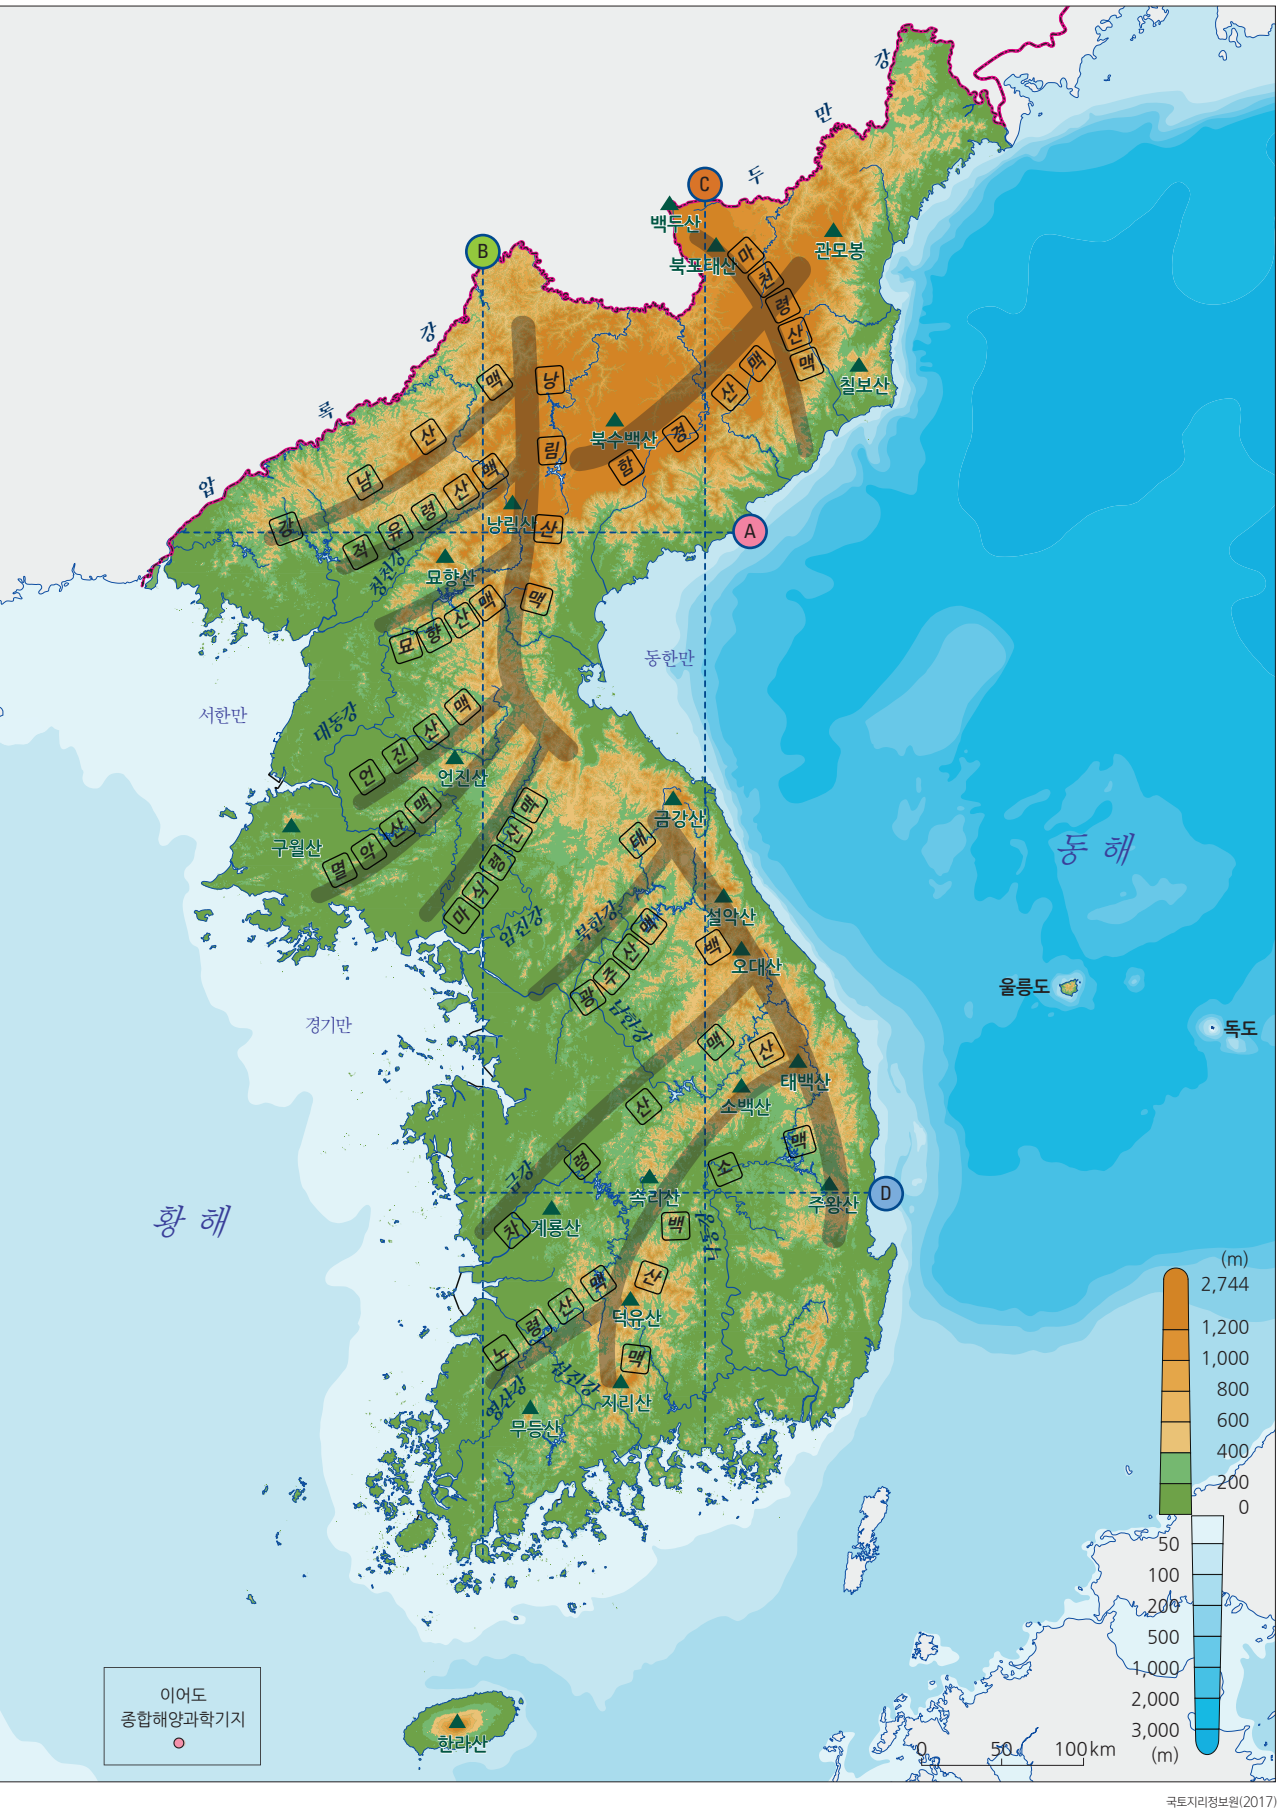 두 만 강
C
백두산
북포태산
관모봉
B
마 천 령 산 맥
칠보산
압 록 강
강 남 산 맥
낭 림 산 맥
북수백산
함 경 산 맥
적 유 령 산 맥
낭림산
A
청천강
묘향산
묘 향 산 맥
동한만
서한만
대동강
언 진 산 맥
언진산
멸 악 산 맥
구월산
마 식 령 산 맥
금강산
태 백 산 맥
동 해
임진강
북한강
설악산
오대산
광 주 산 맥
남한강
울릉도
독도
경기만
태백산
소백산
차 령 산 맥
금강
소 백 산 맥
속리산
D
주왕산
계룡산
낙동강
황 해
노 령 산 맥
덕유산
섬진강
영산강
지리산
무등산
한라산
이어도
종합해양과학기지
(m)
2,744
1,200
1,000
800
600
400
200
0
50
100
200
500
1,000
2,000
3,000
(m)
0 50 100km
국토지리정보원(2017)